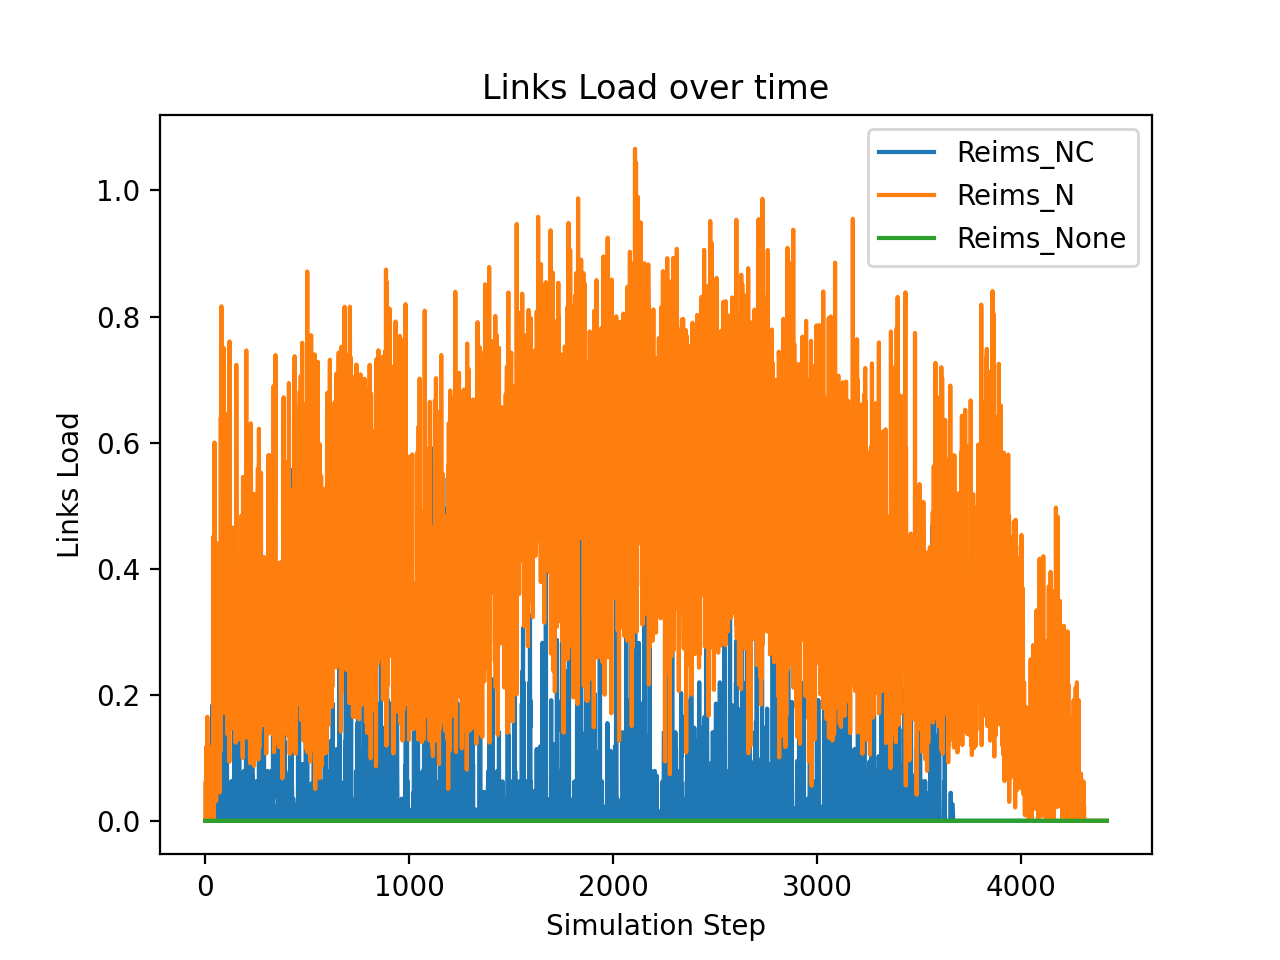 Links Load over time
Reims_NC
Reims_N
Reims_None
Links Load
1.0
0.8
0.6
0.4
0.2
0.0
0 1000 2000 3000 4000
Simulation Step